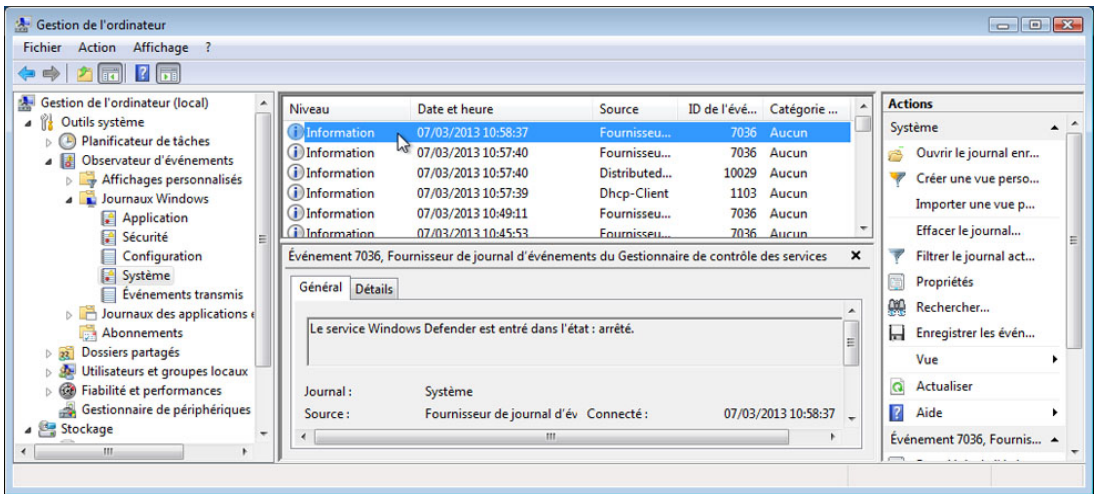 Gestion de l'ordinateur
Fichier Action Affichage ?
Gestion de l'ordinateur (local)
Outils système
Planificateur de tâches
Observateur d'événements
Affichages personnalisés
Journaux Windows
Application
Sécurité
Configuration
Système
Événements transmis
Journaux des applications e
Abonnements
Dossiers partagés
Utilisateurs et groupes locaux
Fiabilité et performances
Gestionnaire de périphériques
Stockage
Niveau Date et heure Source ID de l'évé... Catégorie ...
Information 07/03/2013 10:58:37 Fournisseu... 7036 Aucun
Information 07/03/2013 10:57:40 Fournisseu... 7036 Aucun
Information 07/03/2013 10:57:40 Distributed... 10029 Aucun
Information 07/03/2013 10:57:39 Dhcp-Client 1103 Aucun
Information 07/03/2013 10:49:11 Fournisseu... 7036 Aucun
Information 07/03/2013 10:45:53 Fournisseu... 7036 Aucun
Événement 7036, Fournisseur de journal d'événements du Gestionnaire de contrôle des services
Général Détails
Le service Windows Defender est entré dans l'état : arrêté.
Journal : Système
Source : Fournisseur de journal d'év Connecté : 07/03/2013 10:58:37
Actions
Système
Ouvrir le journal enr...
Créer une vue perso...
Importer une vue p...
Effacer le journal...
Filtrer le journal act...
Propriétés
Rechercher...
Enregistrer les évén...
Vue
Actualiser
Aide
Événement 7036, Fournis...